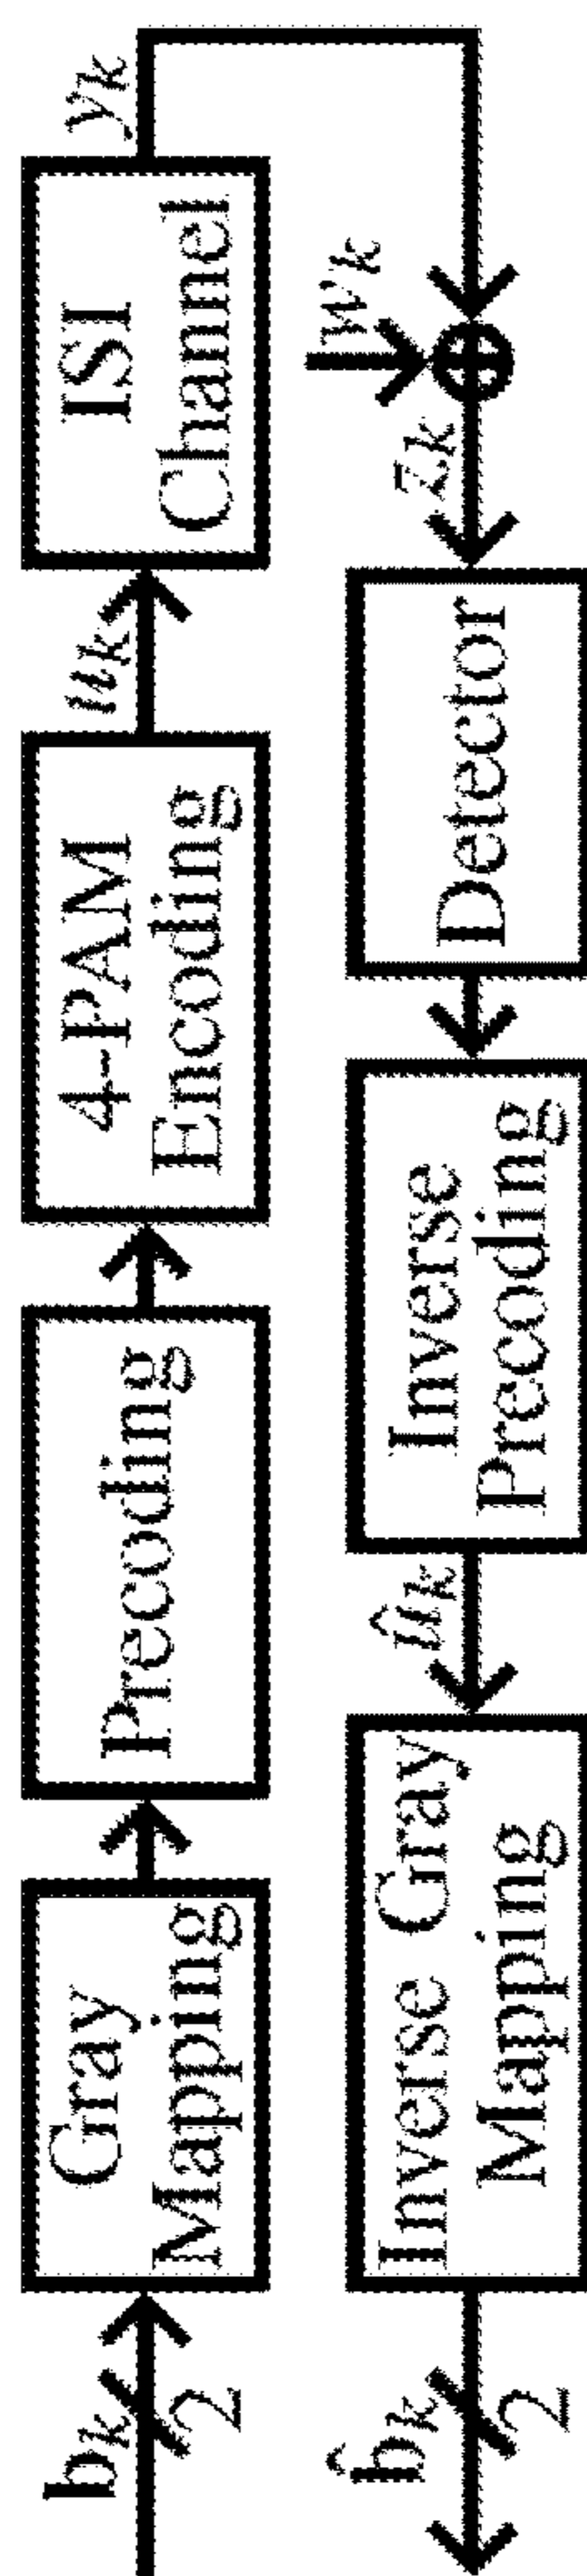 b_k
2
Gray
Mapping
Precoding
4-PAM
Encoding
u_k
ISI
Channel
y_k
w_k
z_k
Detector
Inverse
Precoding
û_k
Inverse Gray
Mapping
b̂_k
2